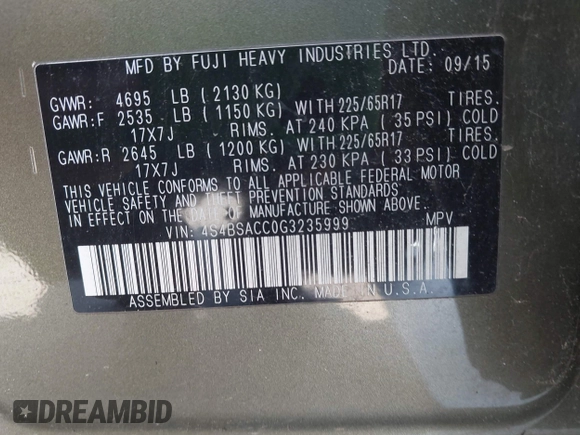 MFD BY FUJI HEAVY INDUSTRIES LTD.
DATE: 09/15
GVWR: 4695 LB (2130 KG)
GAWR:F 2535 LB (1150 KG) WITH 225/65R17 TIRES.
17X7J RIMS. AT 240 KPA (35 PSI) COLD
GAWR:R 2645 LB (1200 KG) WITH 225/65R17 TIRES.
17X7J RIMS. AT 230 KPA (33 PSI) COLD
THIS VEHICLE CONFORMS TO ALL APPLICABLE FEDERAL MOTOR
VEHICLE SAFETY AND THEFT PREVENTION STANDARDS
IN EFFECT ON THE DATE OF MANUFACTURE SHOWN ABOVE.
VIN: 4S4BSACC0G3235999 MPV
ASSEMBLED BY SIA INC. MADE IN U.S.A.
DREAMBID